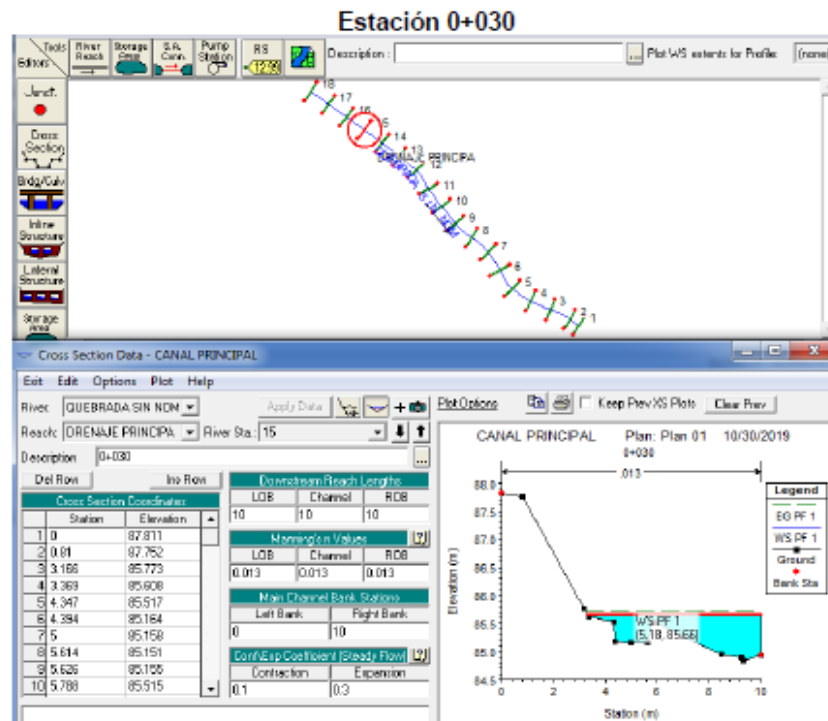 Estación 0+030
Tools
Editors
River Reach
Storage Area
S.A. Conn.
Pump Station
RS
Description :
...
Plot WS extents for Profile:
(none)
Junct.
Cross Section
Brdg/Culv
Inline Structure
Lateral Structure
Storage Area
18
17
16
5
14
13
DRENAJE PRINCIPA
12
11
10
9
8
7
6
5
4
3
2
1
Cross Section Data - CANAL PRINCIPAL
Exit Edit Options Plot Help
River: QUEBRADA SIN NOM
Apply Data
Reach: DRENAJE PRINCIPA River Sta.: 15
Description 0+030 ...
Del Row Ins Row
Cross Section Coordinates
Station Elevation
1 0 87.811
2 0.81 87.752
3 3.166 85.773
4 3.369 85.608
5 4.347 85.517
6 4.394 85.164
7 5 85.158
8 5.614 85.151
9 5.626 85.155
10 5.788 85.515
Downstream Reach Lengths
LOB Channel ROB
10 10 10
Manning's n Values
LOB Channel ROB
0.013 0.013 0.013
Main Channel Bank Stations
Left Bank Right Bank
0 10
Cont\Exp Coefficient (Steady Flow)
Contraction Expansion
0.1 0.3
Plot Options
Keep Prev XS Plots
Clear Prev
CANAL PRINCIPAL Plan: Plan 01 10/30/2019
0+030
.013
88.0
87.5
87.0
86.5
86.0
85.5
85.0
84.5
Elevation (m)
0 2 4 6 8 10
Station (m)
WS PF 1
(5.18, 85.66)
Legend
EG PF 1
WS PF 1
Ground
Bank Sta